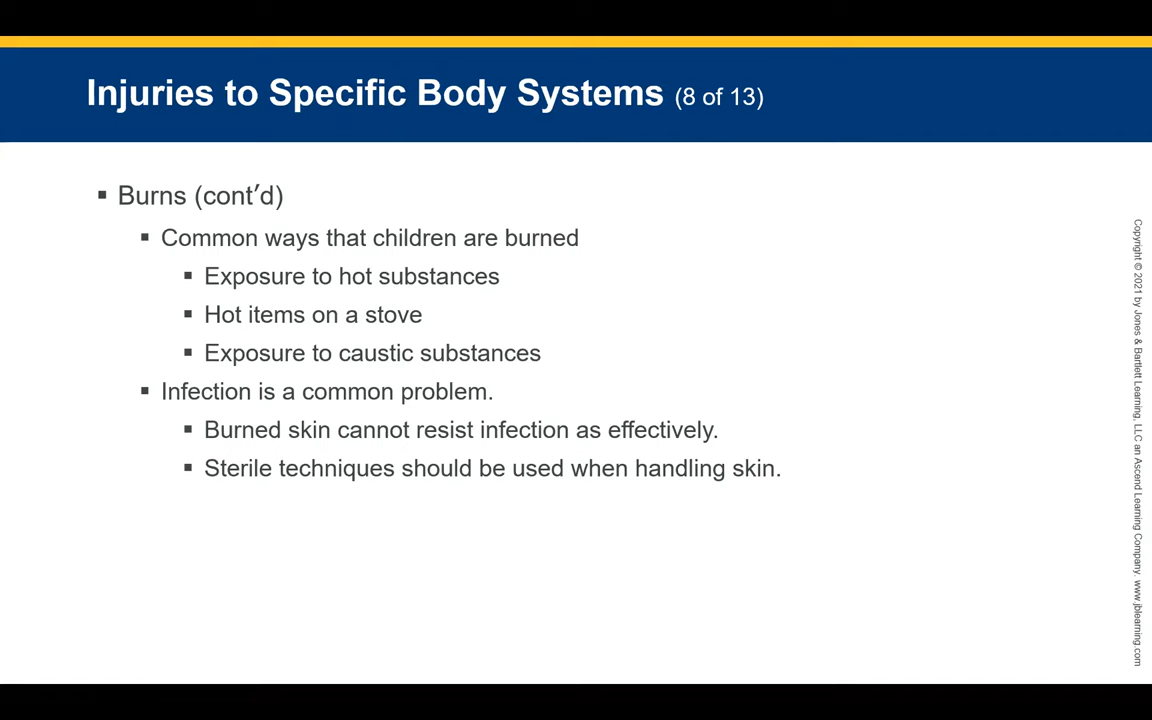 Injuries to Specific Body Systems (8 of 13)
▪ Burns (cont’d)
▪ Common ways that children are burned
▪ Exposure to hot substances
▪ Hot items on a stove
▪ Exposure to caustic substances
▪ Infection is a common problem.
▪ Burned skin cannot resist infection as effectively.
▪ Sterile techniques should be used when handling skin.
Copyright © 2021 by Jones & Bartlett Learning, LLC an Ascend Learning Company. www.jblearning.com